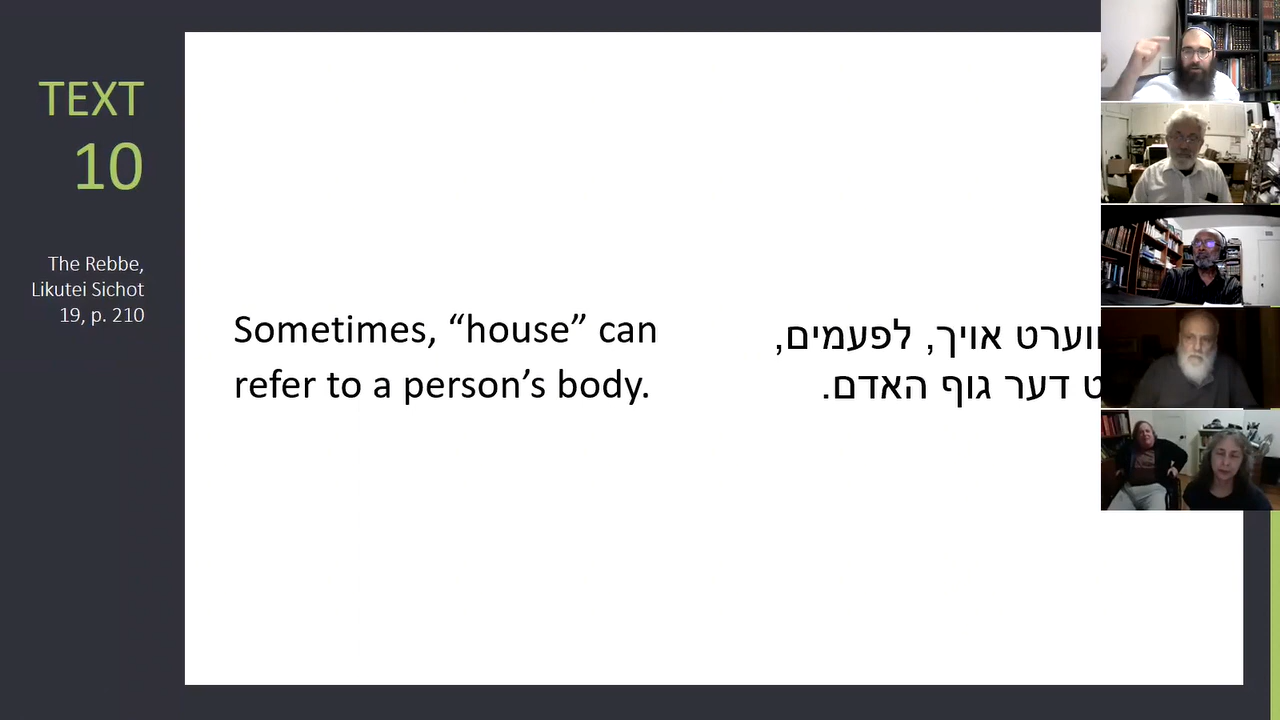 TEXT
10
The Rebbe,
Likutei Sichot
19, p. 210
Sometimes, “house” can
refer to a person’s body.
ווערט אויך, לפעמים,
דער גוף האדם.